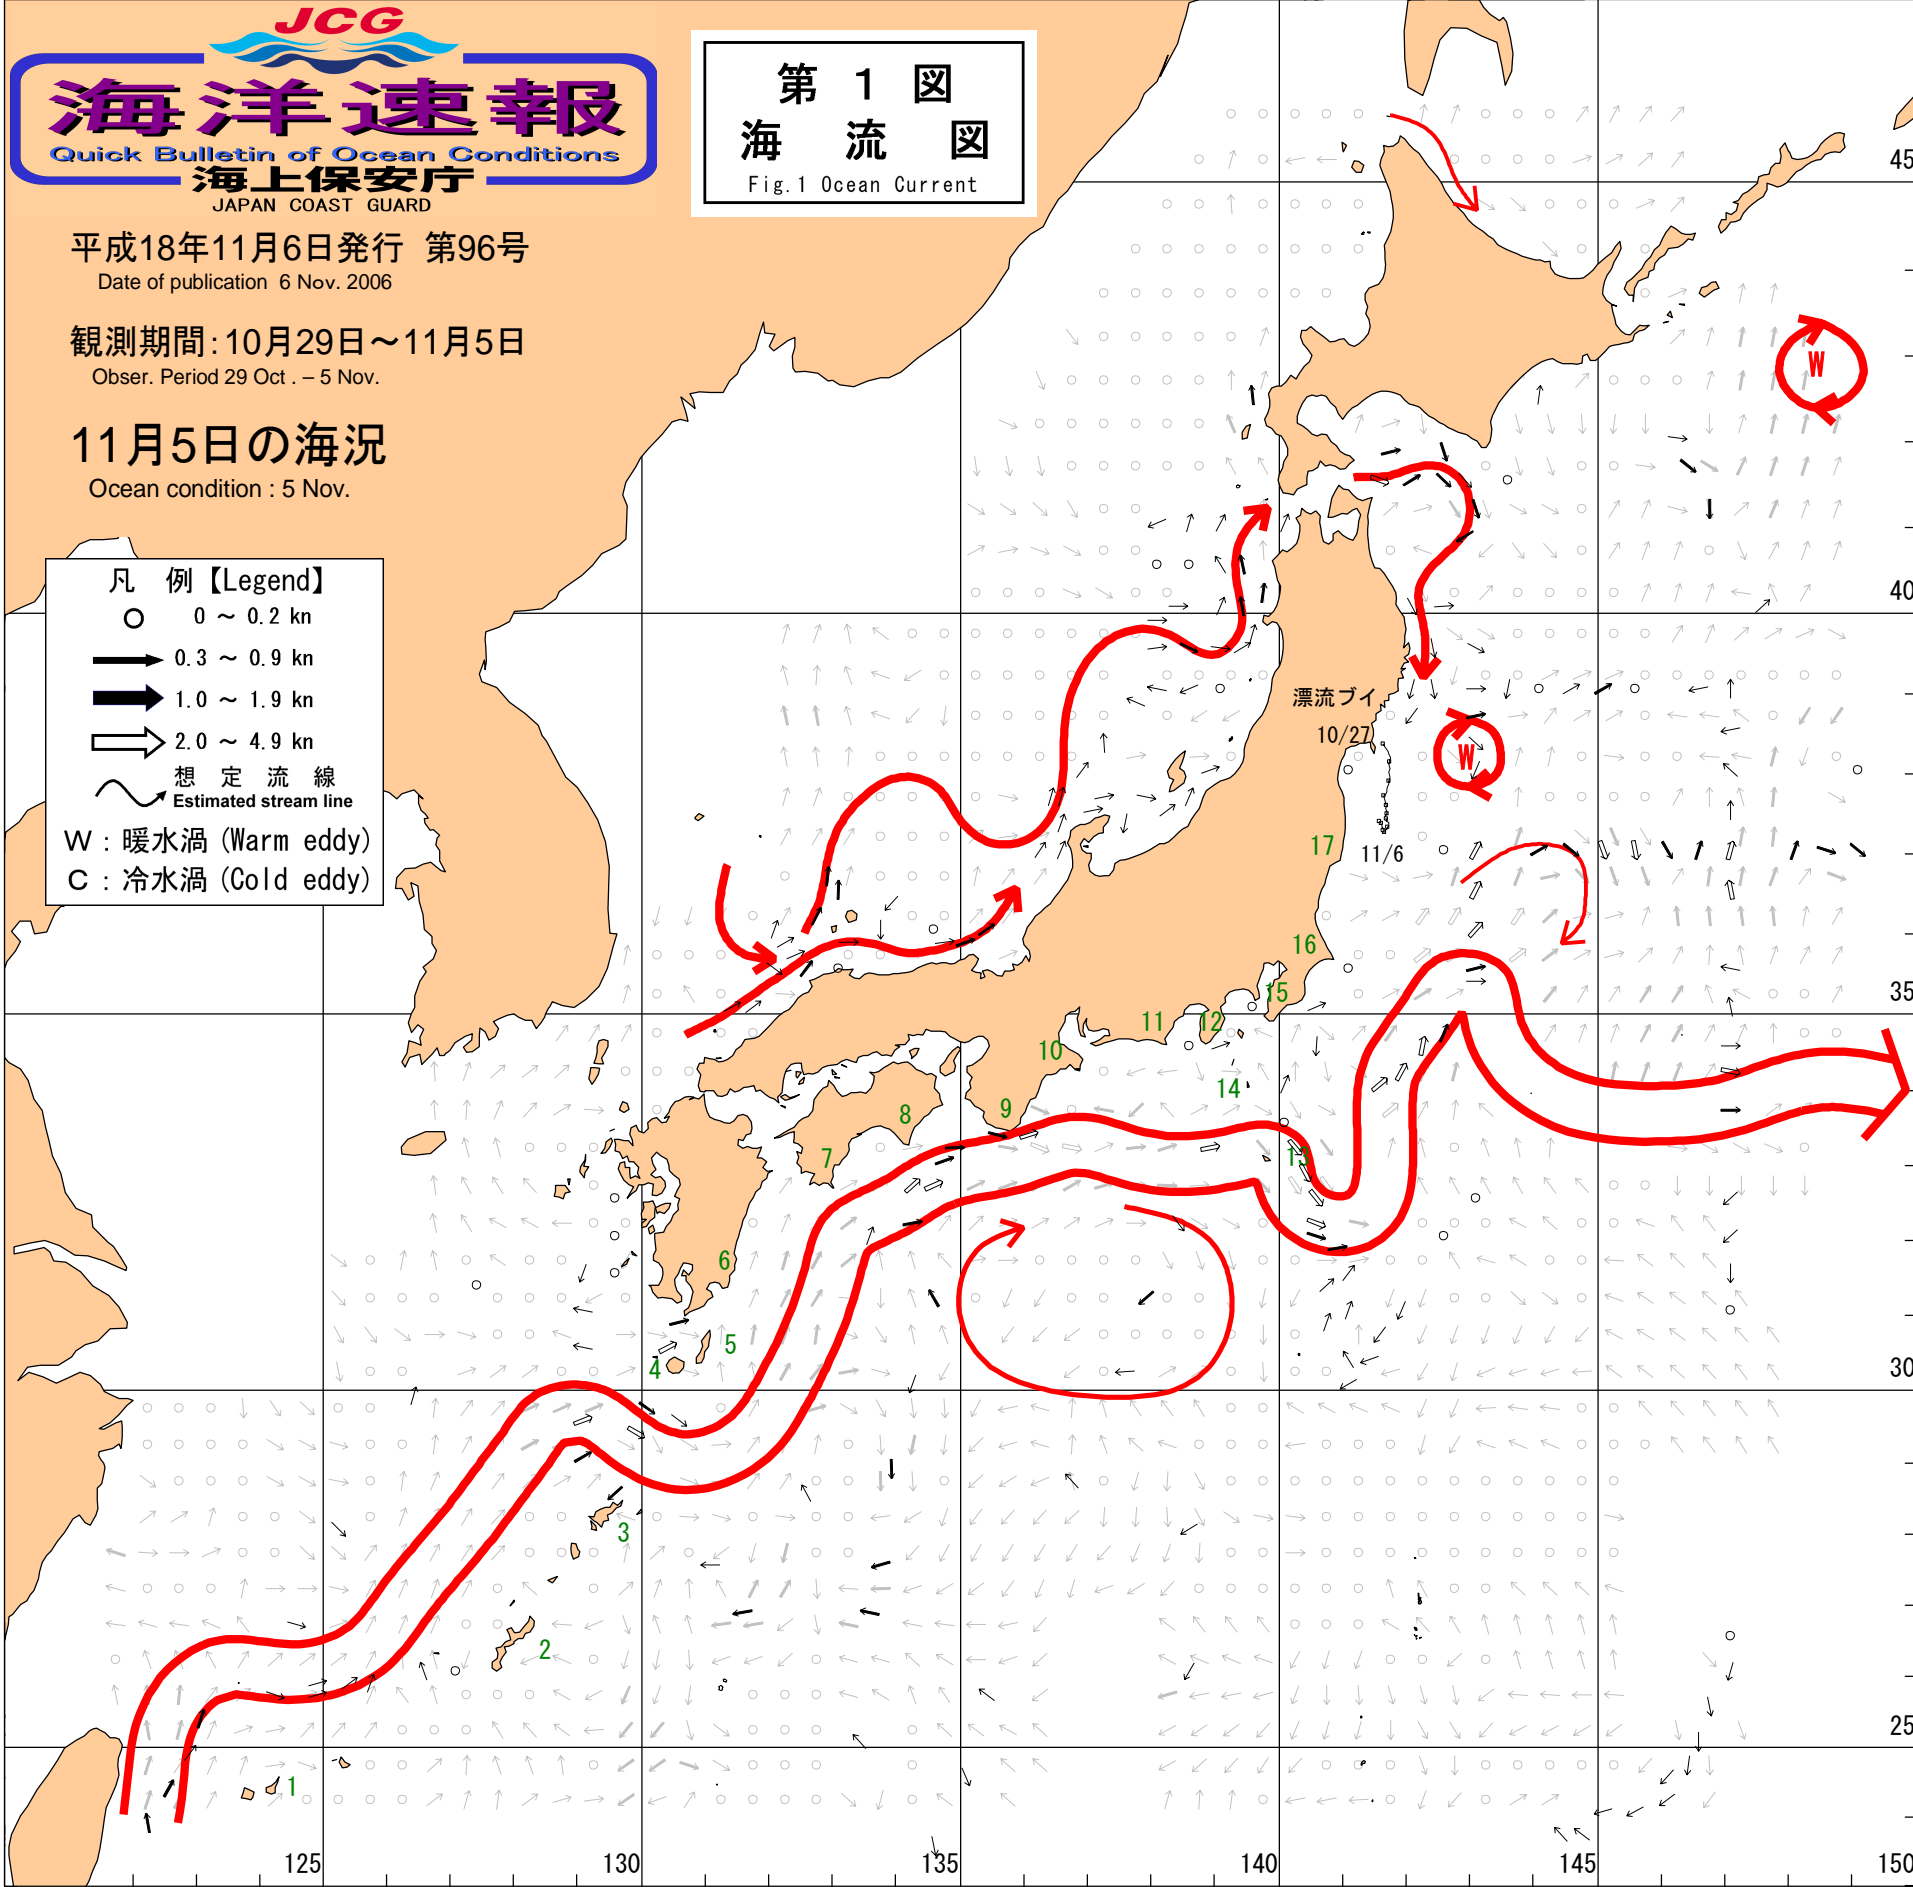 JCG
海洋速報
Quick Bulletin of Ocean Conditions
海上保安庁
JAPAN COAST GUARD
平成18年11月6日発行 第96号
Date of publication 6 Nov. 2006
観測期間:10月29日～11月5日
Obser. Period 29 Oct . – 5 Nov.
11月5日の海況
Ocean condition : 5 Nov.
第 1 図
海 流 図
Fig.1 Ocean Current
凡 例【Legend】
0 ～ 0.2 kn
0.3 ～ 0.9 kn
1.0 ～ 1.9 kn
2.0 ～ 4.9 kn
想 定 流 線
Estimated stream line
W : 暖水渦 (Warm eddy)
C : 冷水渦 (Cold eddy)
45
W
40
漂流ブイ
10/27
W
17
11/6
16
15
35
11
12
10
14
9
8
7
13
6
5
4
30
3
2
25
1
125
130
135
140
145
150